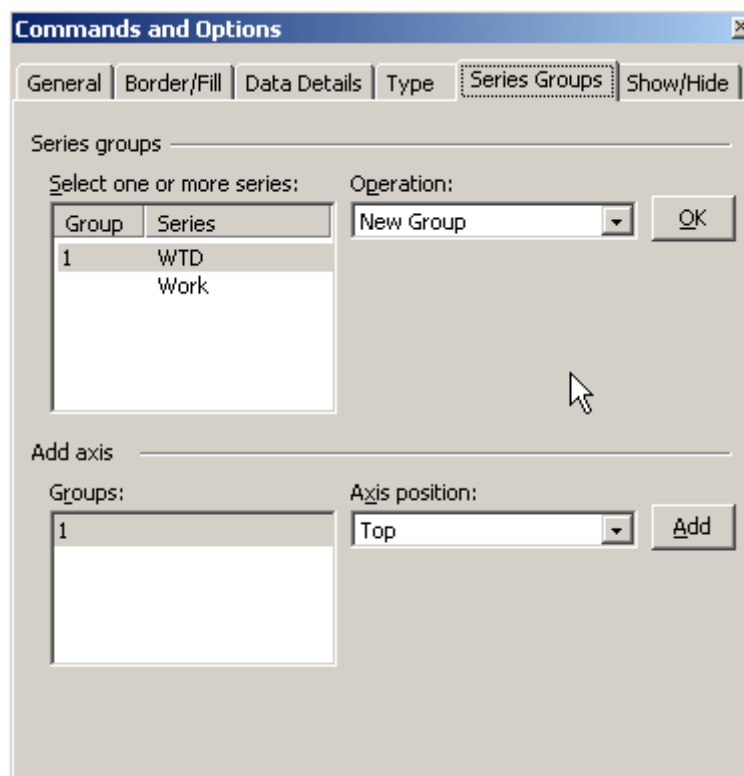 Commands and Options
General Border/Fill Data Details Type Series Groups Show/Hide
Series groups
Select one or more series: Operation:
Group Series New Group OK
1 WTD
Work
Add axis
Groups: Axis position:
1 Top Add